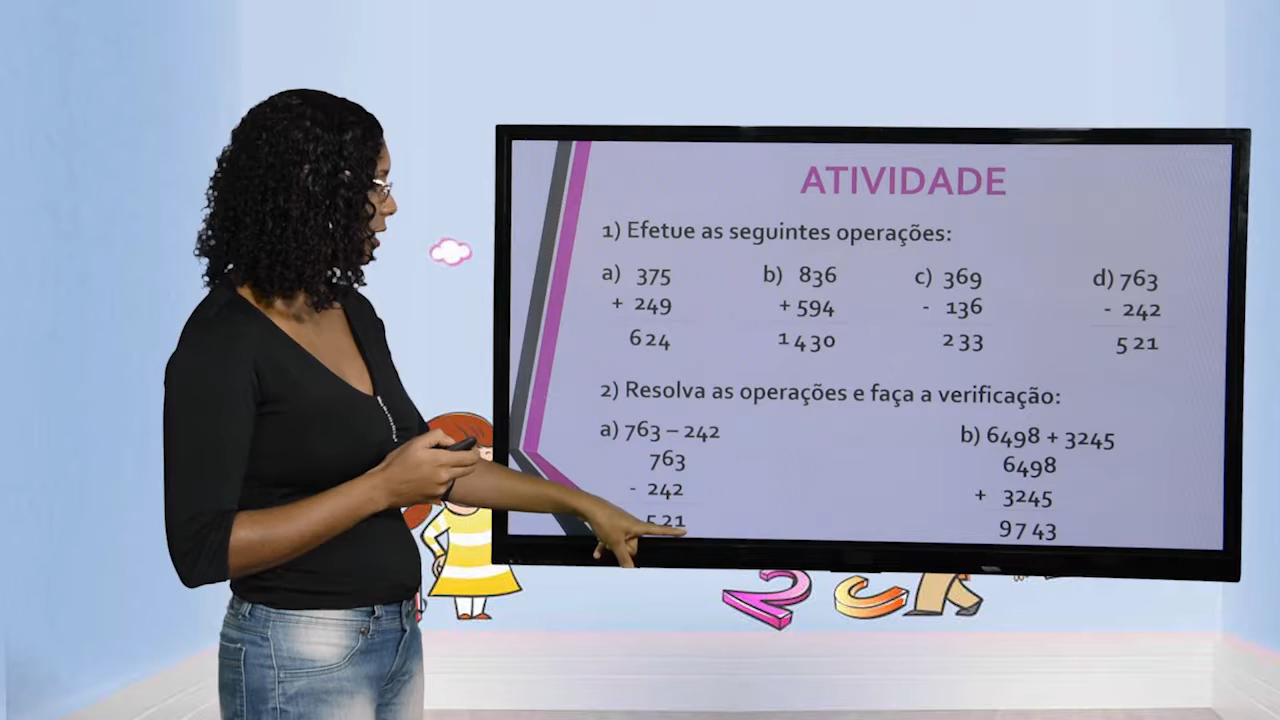 ATIVIDADE
1) Efetue as seguintes operações:
a) 375 b) 836 c) 369 d) 763
+ 249 + 594 - 136 - 242
624 1430 233 521
2) Resolva as operações e faça a verificação:
a) 763 – 242 b) 6498 + 3245
763 6498
- 242 + 3245
521 9743